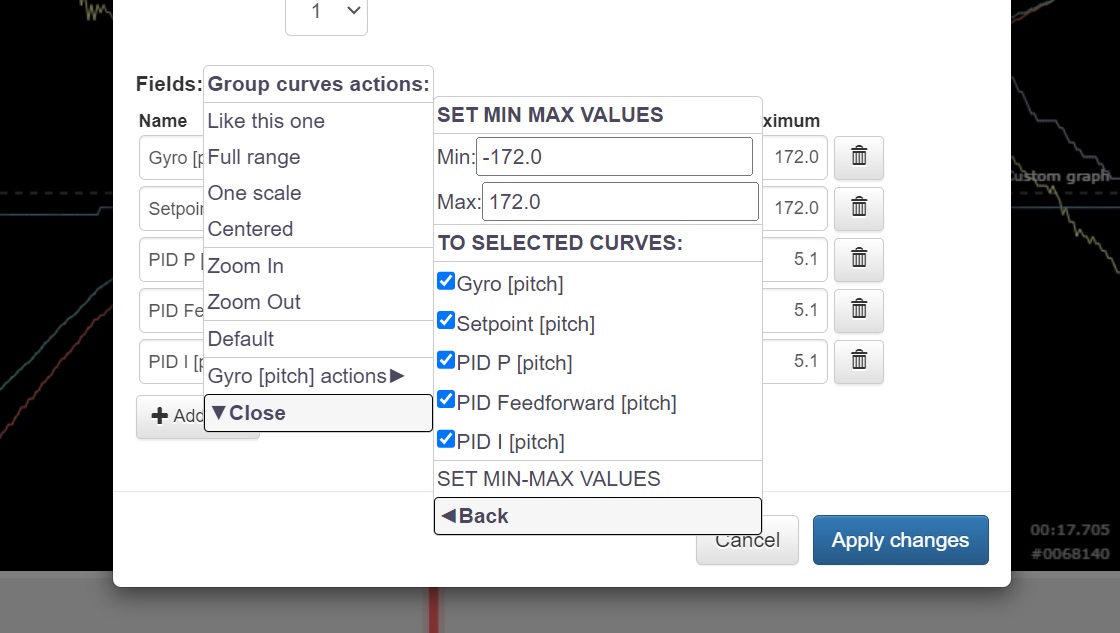 1
Fields:
Group curves actions:
Name
Like this one
SET MIN MAX VALUES
ximum
Gyro [p
Full range
Min: -172.0
172.0
One scale
Max: 172.0
Setpoin
172.0
Centered
TO SELECTED CURVES:
PID P [
Zoom In
Gyro [pitch]
5.1
PID Fe
Zoom Out
Setpoint [pitch]
5.1
Default
PID I [p
Gyro [pitch] actions▶
PID P [pitch]
5.1
Add
▼Close
PID Feedforward [pitch]
PID I [pitch]
SET MIN-MAX VALUES
◀Back
Cancel
Apply changes
ustom graph
00:17.705
#0068140